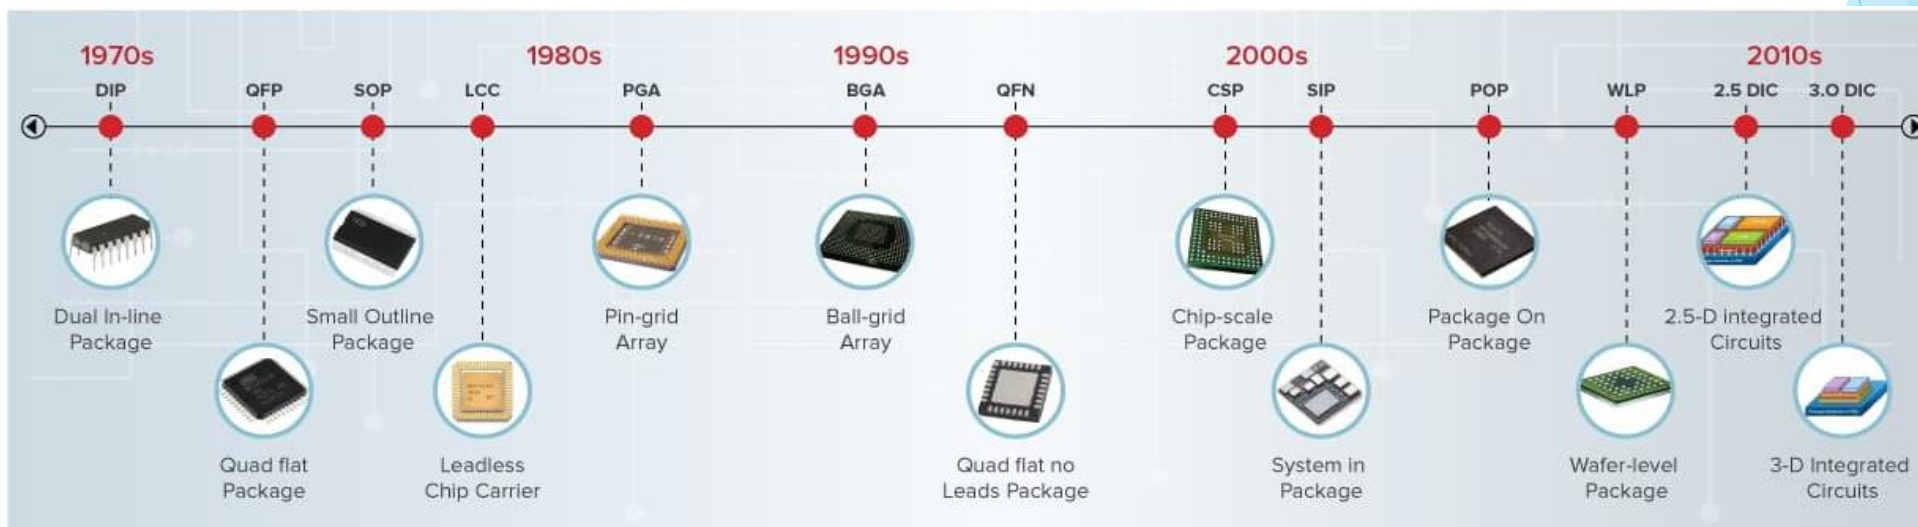 1970s
1980s
1990s
2000s
2010s
DIP
QFP
SOP
LCC
PGA
BGA
QFN
CSP
SIP
POP
WLP
2.5 DIC
3.O DIC
Dual In-line
Package
Small Outline
Package
Pin-grid
Array
Ball-grid
Array
Chip-scale
Package
Package On
Package
2.5-D integrated
Circuits
Quad flat
Package
Leadless
Chip Carrier
Quad flat no
Leads Package
System in
Package
Wafer-level
Package
3-D Integrated
Circuits